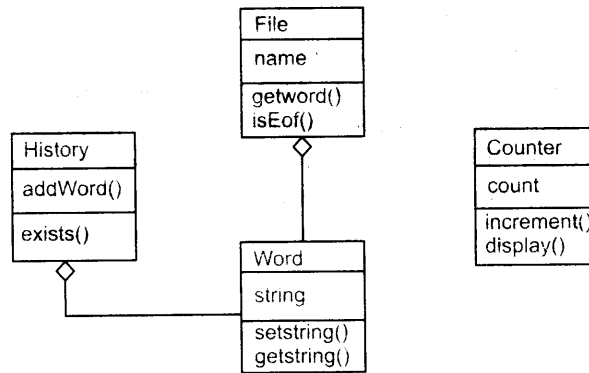 File
name
getword()
isEof()
History
addWord()
exists()
Counter
count
increment()
display()
Word
string
setstring()
getstring()